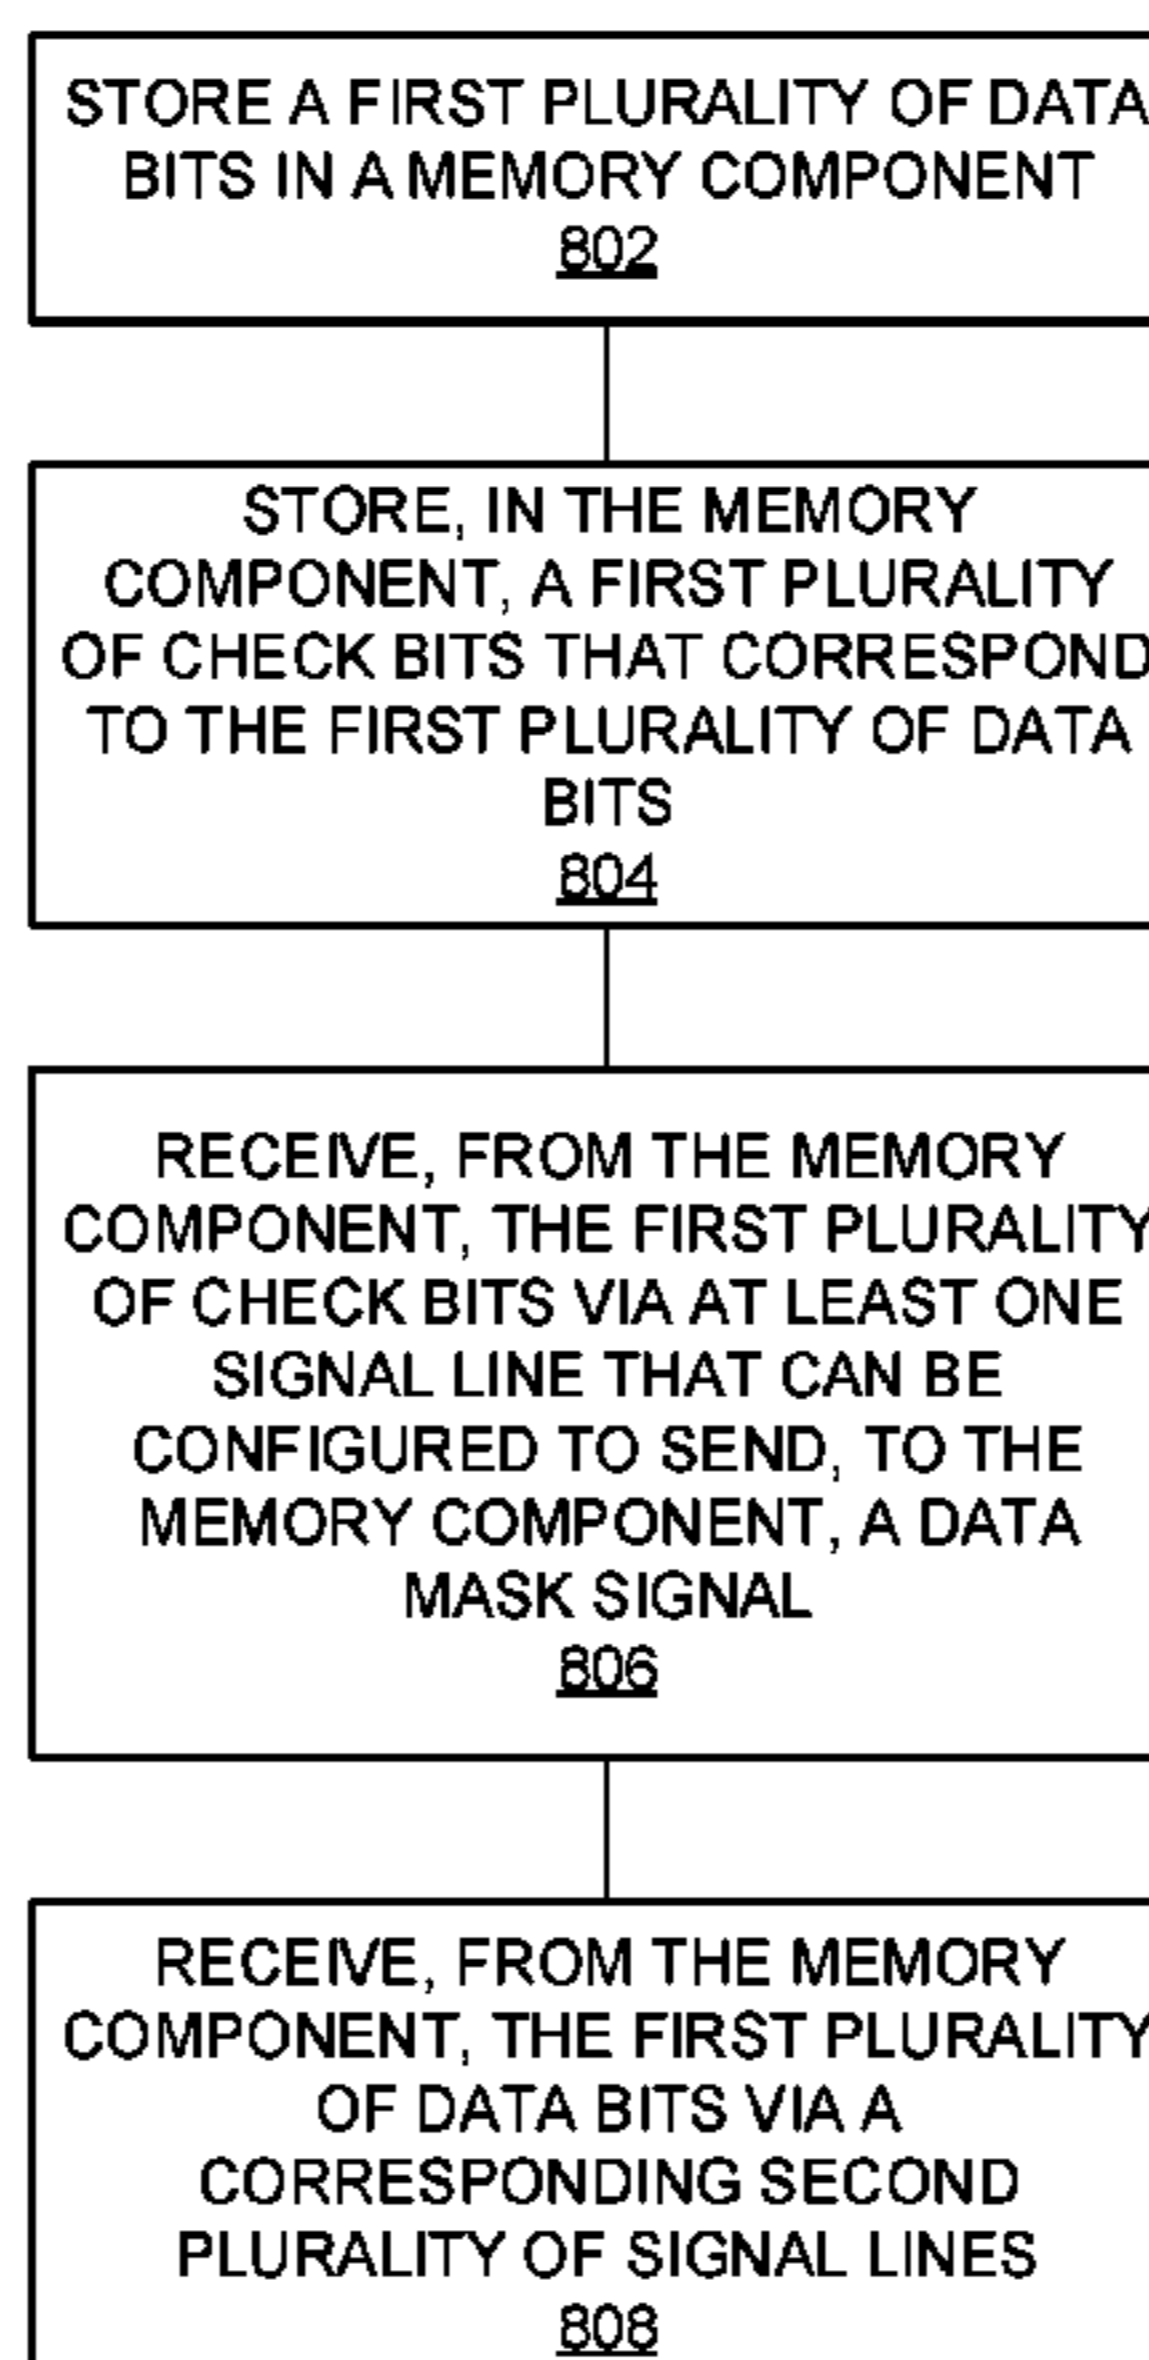 STORE A FIRST PLURALITY OF DATA
BITS IN A MEMORY COMPONENT
802
STORE, IN THE MEMORY
COMPONENT, A FIRST PLURALITY
OF CHECK BITS THAT CORRESPOND
TO THE FIRST PLURALITY OF DATA
BITS
804
RECEIVE, FROM THE MEMORY
COMPONENT, THE FIRST PLURALITY
OF CHECK BITS VIA AT LEAST ONE
SIGNAL LINE THAT CAN BE
CONFIGURED TO SEND, TO THE
MEMORY COMPONENT, A DATA
MASK SIGNAL
806
RECEIVE, FROM THE MEMORY
COMPONENT, THE FIRST PLURALITY
OF DATA BITS VIA A
CORRESPONDING SECOND
PLURALITY OF SIGNAL LINES
808